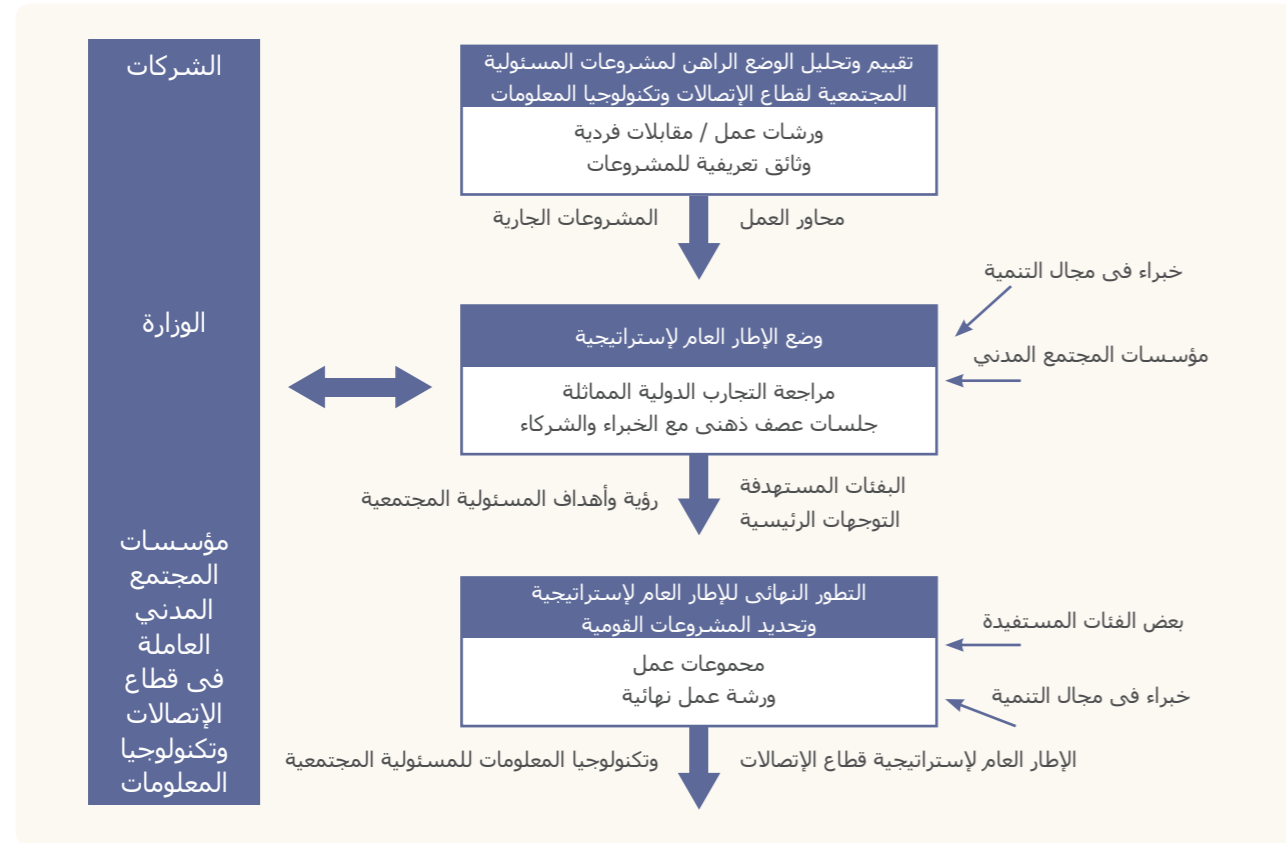 الشركات
الوزارة
مؤسسات
المجتمع
المدني
العاملة
فى قطاع
الإتصالات
وتكنولوجيا
المعلومات
تقييم وتحليل الوضع الراهن لمشروعات المسئولية
المجتمعية لقطاع الإتصالات وتكنولوجيا المعلومات
ورشات عمل / مقابلات فردية
وثائق تعريفية للمشروعات
محاور العمل
المشروعات الجارية
خبراء فى مجال التنمية
مؤسسات المجتمع المدني
وضع الإطار العام لإستراتيجية
مراجعة التجارب الدولية المماثلة
جلسات عصف ذهنى مع الخبراء والشركاء
البفئات المستهدفة
التوجهات الرئيسية
رؤية وأهداف المسئولية المجتمعية
التطور النهائى للإطار العام لإستراتيجية
وتحديد المشروعات القومية
محموعات عمل
ورشة عمل نهائية
بعض الفئات المستفيدة
خبراء فى مجال التنمية
الإطار العام لإستراتيجية قطاع الإتصالات
وتكنولوجيا المعلومات للمسئولية المجتمعية